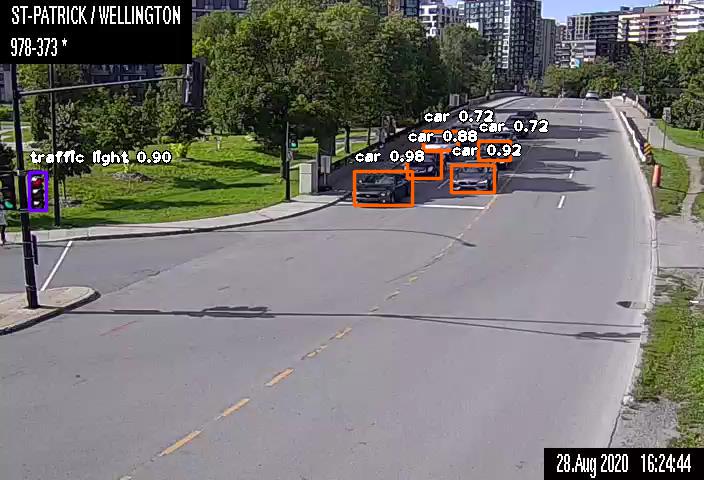 ST-PATRICK / WELLINGTON
978-373 *
car 0.72
car 0.88
car 0.72
car 0.92
car 0.98
traffic light 0.90
28.Aug 2020 16:24:44